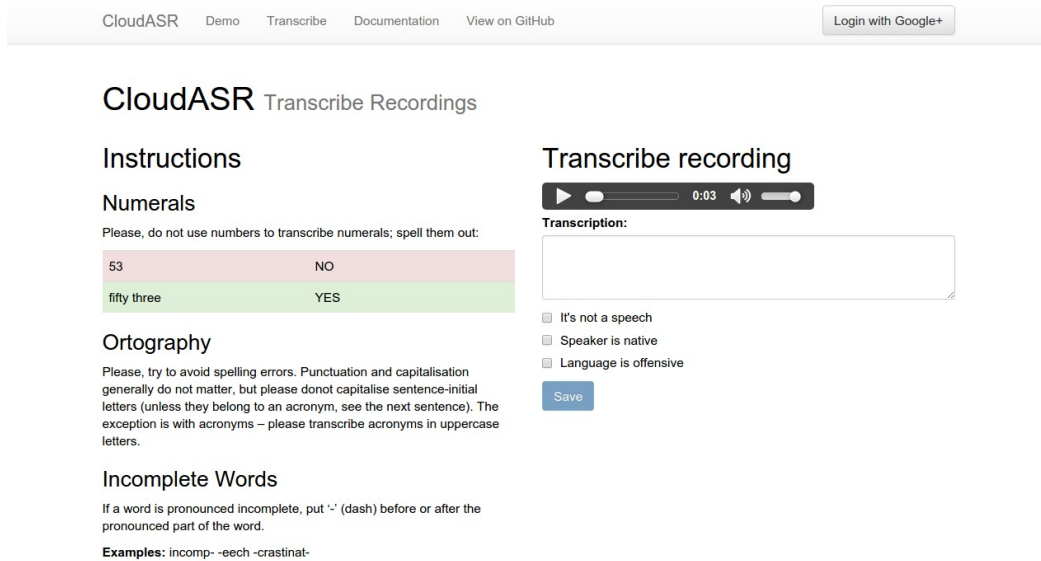 CloudASR Demo Transcribe Documentation View on GitHub Login with Google+
CloudASR Transcribe Recordings
Instructions
Numerals
Please, do not use numbers to transcribe numerals; spell them out:
53 NO
fifty three YES
Ortography
Please, try to avoid spelling errors. Punctuation and capitalisation
generally do not matter, but please donot capitalise sentence-initial
letters (unless they belong to an acronym, see the next sentence). The
exception is with acronyms – please transcribe acronyms in uppercase
letters.
Incomplete Words
If a word is pronounced incomplete, put ‘-’ (dash) before or after the
pronounced part of the word.
Examples: incomp- -eech -crastinat-
Transcribe recording
0:03
Transcription:
It's not a speech
Speaker is native
Language is offensive
Save